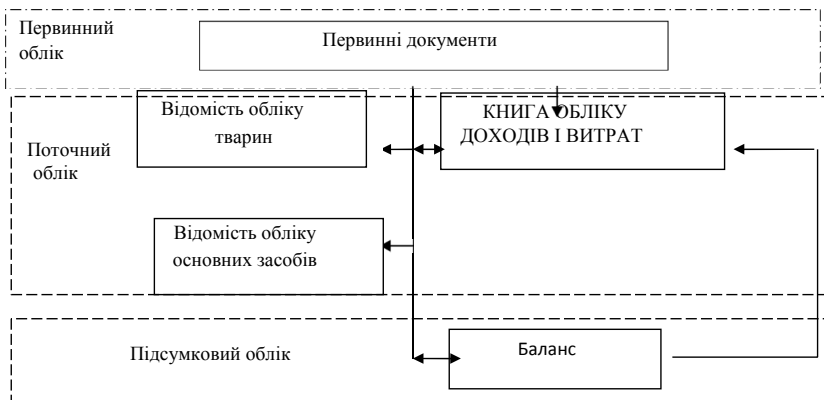 Первинний
облік
Первинні документи
Відомість обліку
тварин
КНИГА ОБЛІКУ
ДОХОДІВ І ВИТРАТ
Поточний
облік
Відомість обліку
основних засобів
Підсумковий облік
Баланс